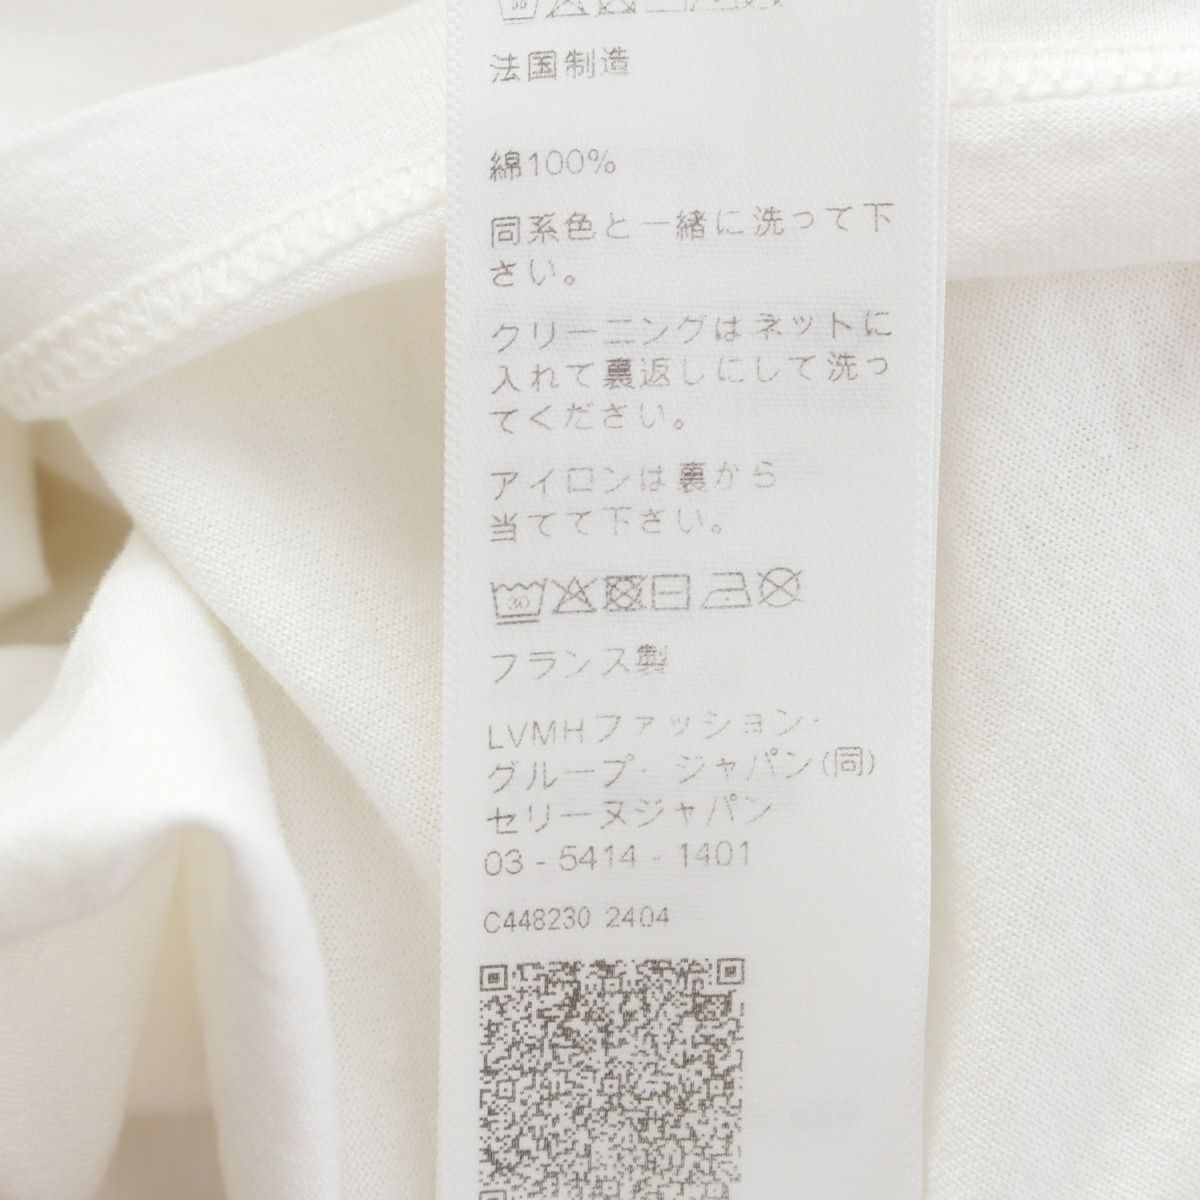 法国制造
綿100%
同系色と一緒に洗って下
さい。
クリーニングはネットに
入れて裏返しにして洗っ
てください。
アイロンは裏から
当てて下さい。
30
フランス製
LVMHファッション・
グループ・ジャパン(同)
セリーヌジャパン
03 - 5414 - 1401
C448230 2404